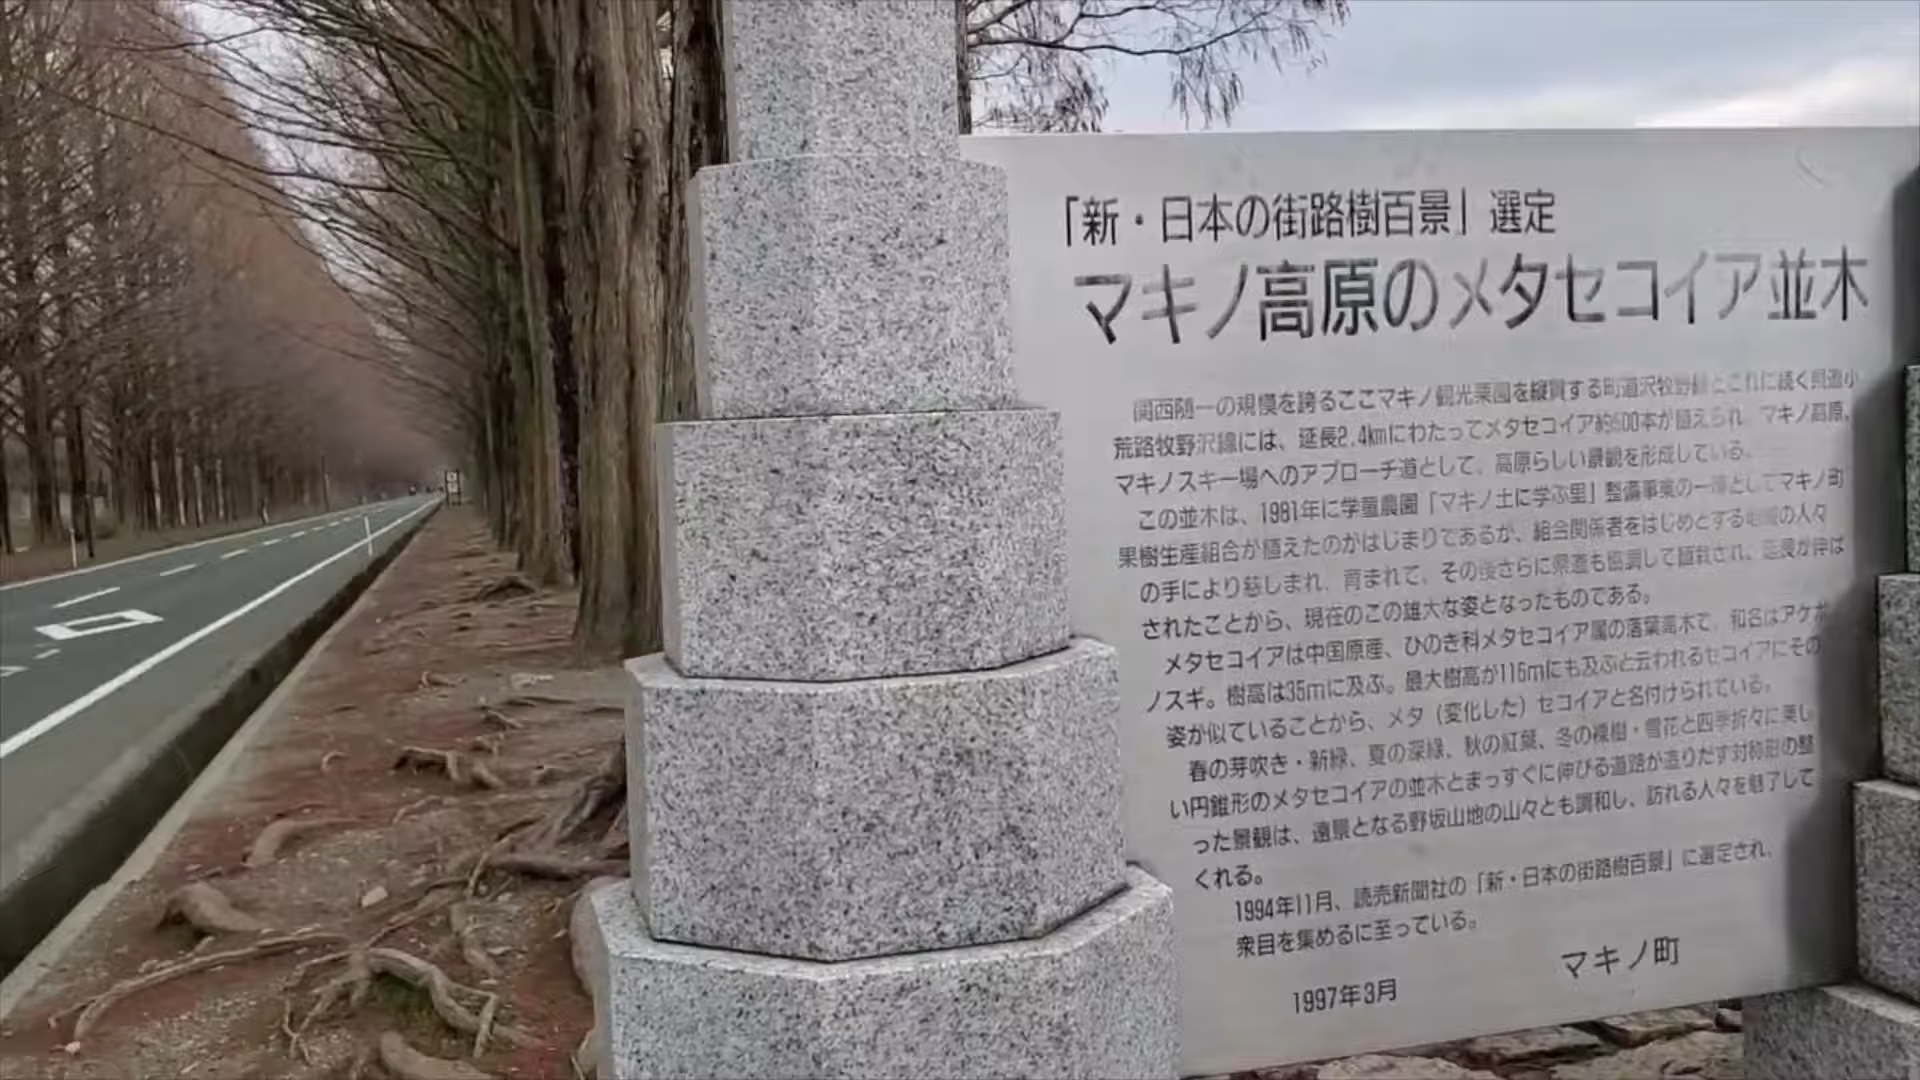 「新・日本の街路樹百景」選定
マキノ高原のメタセコイア並木
関西随一の規模を誇るここマキノ観光栗園を縦貫する町道沢牧野線とこれに続く県道小
荒路牧野沢線には、延長2.4kmにわたってメタセコイア約500本が植えられ、マキノ高原、
マキノスキー場へのアプローチ道として、高原らしい景観を形成している。
この並木は、1981年に学童農園「マキノ土に学ぶ里」整備事業の一環としてマキノ町
果樹生産組合が植えたのがはじまりであるが、組合関係者をはじめとする地域の人々
の手により慈しまれ、育まれて、その後さらに県道も協調して植栽され、延長が伸ば
されたことから、現在のこの雄大な姿となったものである。
メタセコイアは中国原産、ひのき科メタセコイア属の落葉高木で、和名はアケボ
ノスギ。樹高は35mに及ぶ。最大樹高が115mにも及ぶと云われるセコイアにその
姿が似ていることから、メタ（変化した）セコイアと名付けられている。
春の芽吹き・新緑、夏の深緑、秋の紅葉、冬の裸樹・雪花と四季折々に美し
い円錐形のメタセコイアの並木とまっすぐに伸びる道路が造りだす対称形の整
った景観は、遠景となる野坂山地の山々とも調和し、訪れる人々を魅了して
くれる。
1994年11月、読売新聞社の「新・日本の街路樹百景」に選定され、
衆目を集めるに至っている。
1997年3月
マキノ町